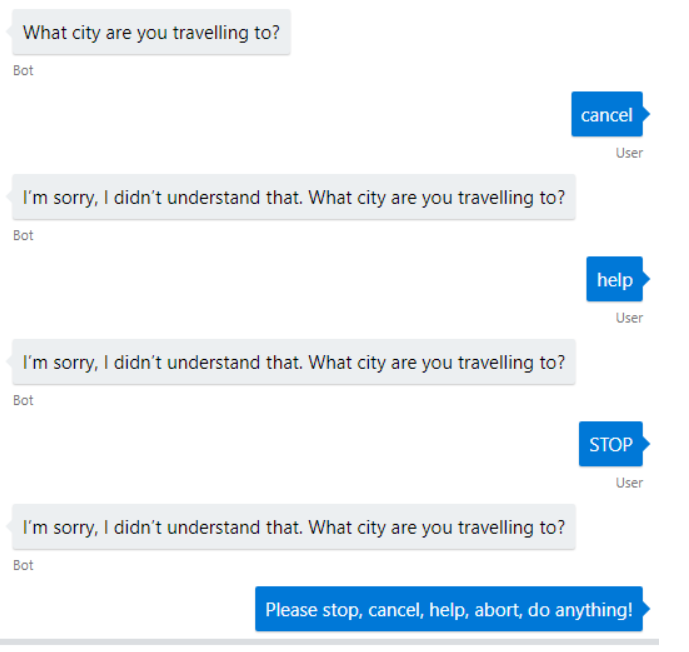 What city are you travelling to?
Bot
cancel
User
I'm sorry, I didn't understand that. What city are you travelling to?
Bot
help
User
I'm sorry, I didn't understand that. What city are you travelling to?
Bot
STOP
User
I'm sorry, I didn't understand that. What city are you travelling to?
Bot
Please stop, cancel, help, abort, do anything!